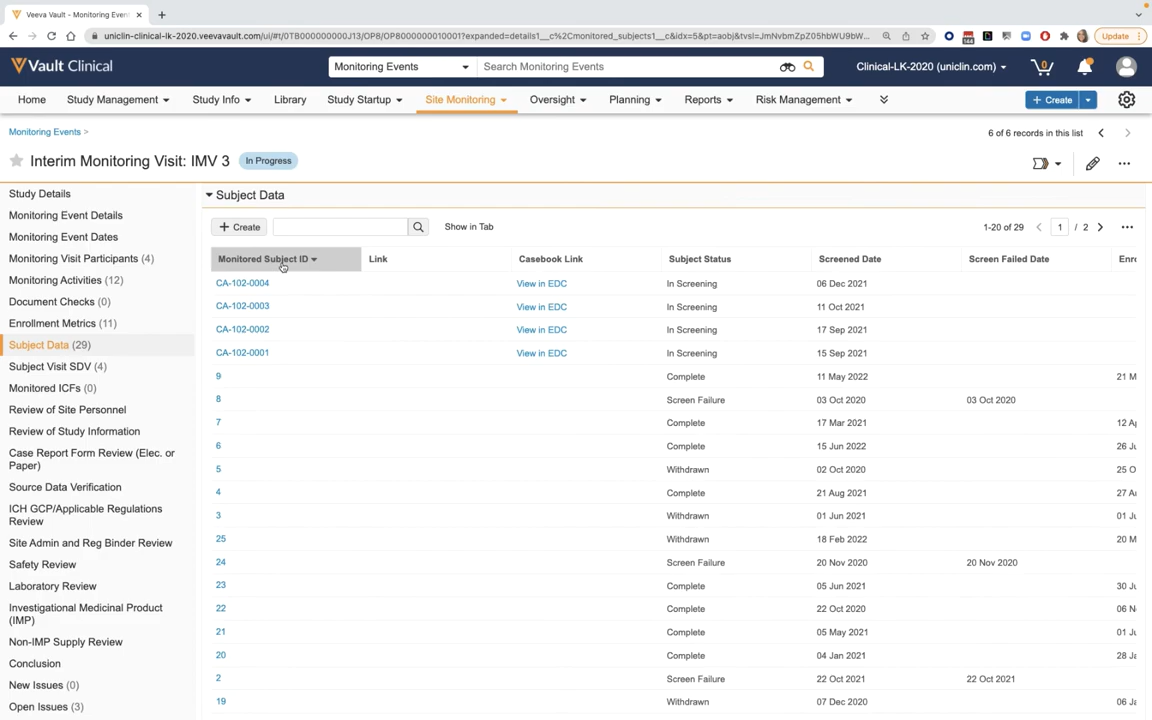 Veeva Vault - Monitoring Even
uniclin-clinical-lk-2020.veevavault.com/ui/#t/0TB000000000J13/OP8/OP8000000010001?expanded=details1__c%2Cmonitored_subjects1__c&idx=5&pt=aobj&tvsl=JmNvbmZpZ05hbWU9bW...
Update
Vault Clinical
Monitoring Events
Search Monitoring Events
Clinical-LK-2020 (uniclin.com)
0
Home
Study Management
Study Info
Library
Study Startup
Site Monitoring
Oversight
Planning
Reports
Risk Management
Create
Monitoring Events >
6 of 6 records in this list
Interim Monitoring Visit: IMV 3
In Progress
Study Details
Monitoring Event Details
Monitoring Event Dates
Monitoring Visit Participants (4)
Monitoring Activities (12)
Document Checks (0)
Enrollment Metrics (11)
Subject Data (29)
Subject Visit SDV (4)
Monitored ICFs (0)
Review of Site Personnel
Review of Study Information
Case Report Form Review (Elec. or
Paper)
Source Data Verification
ICH GCP/Applicable Regulations
Review
Site Admin and Reg Binder Review
Safety Review
Laboratory Review
Investigational Medicinal Product
(IMP)
Non-IMP Supply Review
Conclusion
New Issues (0)
Open Issues (3)
Subject Data
+ Create
Show in Tab
1-20 of 29
1 / 2
Monitored Subject ID Link Casebook Link Subject Status Screened Date Screen Failed Date Enro
CA-102-0004 View in EDC In Screening 06 Dec 2021
CA-102-0003 View in EDC In Screening 11 Oct 2021
CA-102-0002 View in EDC In Screening 17 Sep 2021
CA-102-0001 View in EDC In Screening 15 Sep 2021
9 Complete 11 May 2022 21 M
8 Screen Failure 03 Oct 2020 03 Oct 2020
7 Complete 17 Mar 2021 12 Ap
6 Complete 15 Jun 2022 26 Ju
5 Withdrawn 02 Oct 2020 25 O
4 Complete 21 Aug 2021 27 Au
3 Withdrawn 01 Jun 2021 01 Ju
25 Withdrawn 18 Feb 2022 20 M
24 Screen Failure 20 Nov 2020 20 Nov 2020
23 Complete 05 Jun 2021 30 Ju
22 Complete 22 Oct 2020 06 N
21 Complete 05 May 2021 01 Ju
20 Complete 04 Jan 2021 28 Ja
2 Screen Failure 22 Oct 2021 22 Oct 2021
19 Withdrawn 07 Dec 2020 06 Ja